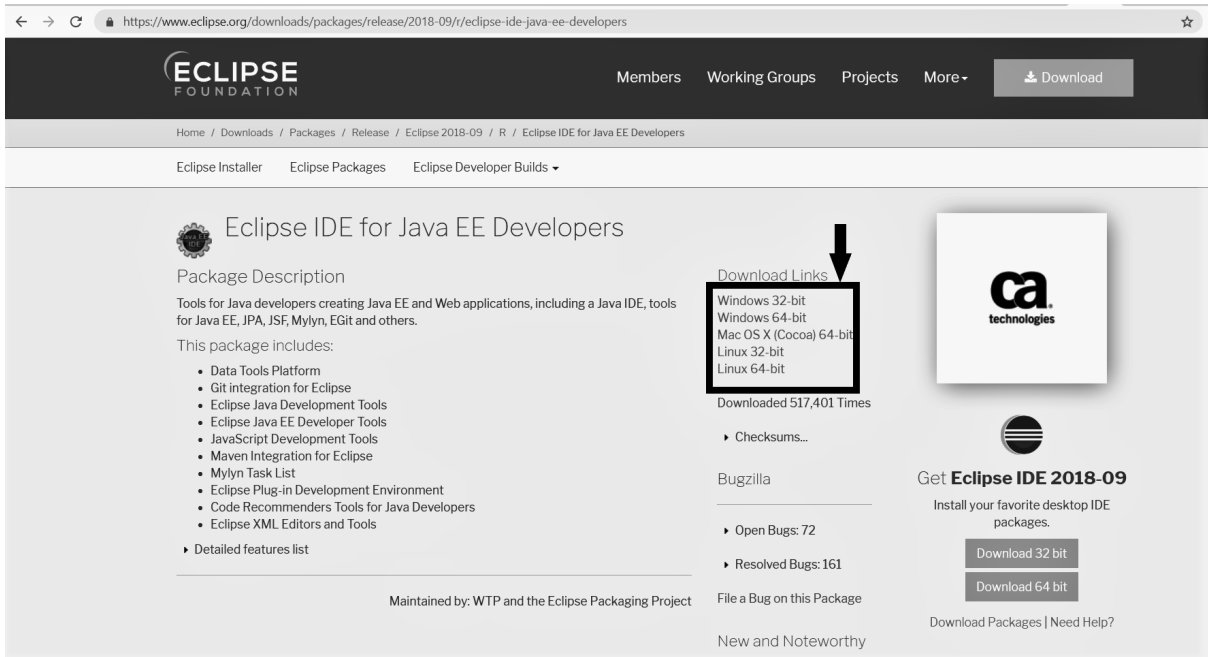 https://www.eclipse.org/downloads/packages/release/2018-09/r/eclipse-ide-java-ee-developers
ECLIPSE
FOUNDATION
Members
Working Groups
Projects
More
Download
Home / Downloads / Packages / Release / Eclipse 2018-09 / R / Eclipse IDE for Java EE Developers
Eclipse Installer
Eclipse Packages
Eclipse Developer Builds
Java EE
IDE
Eclipse IDE for Java EE Developers
Package Description
Tools for Java developers creating Java EE and Web applications, including a Java IDE, tools
for Java EE, JPA, JSF, Mylyn, EGit and others.
This package includes:
• Data Tools Platform
• Git integration for Eclipse
• Eclipse Java Development Tools
• Eclipse Java EE Developer Tools
• JavaScript Development Tools
• Maven Integration for Eclipse
• Mylyn Task List
• Eclipse Plug-in Development Environment
• Code Recommenders Tools for Java Developers
• Eclipse XML Editors and Tools
Detailed features list
Maintained by: WTP and the Eclipse Packaging Project
Download Links
Windows 32-bit
Windows 64-bit
Mac OS X (Cocoa) 64-bit
Linux 32-bit
Linux 64-bit
Downloaded 517,401 Times
Checksums...
Bugzilla
Open Bugs: 72
Resolved Bugs: 161
File a Bug on this Package
New and Noteworthy
ca
technologies
Get Eclipse IDE 2018-09
Install your favorite desktop IDE
packages.
Download 32 bit
Download 64 bit
Download Packages | Need Help?